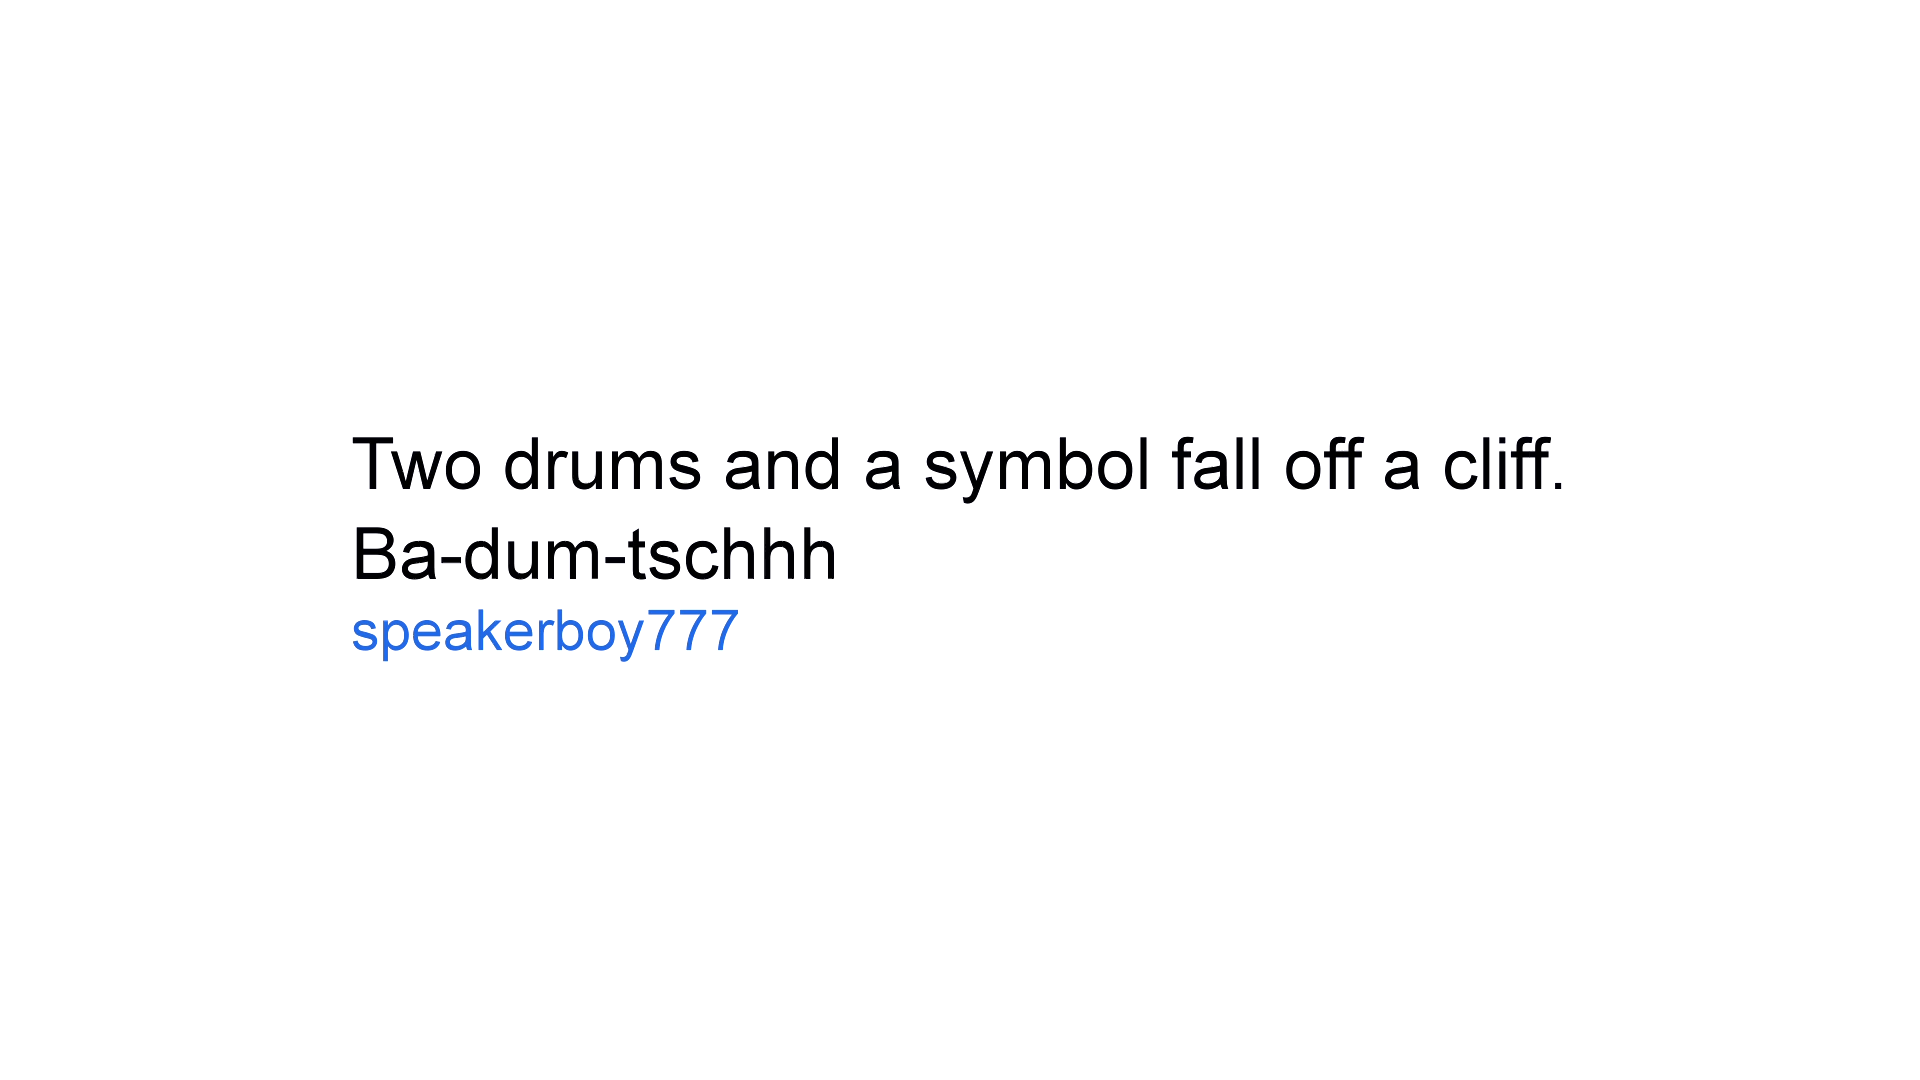 Two drums and a symbol fall off a cliff.
Ba-dum-tschhh
speakerboy777